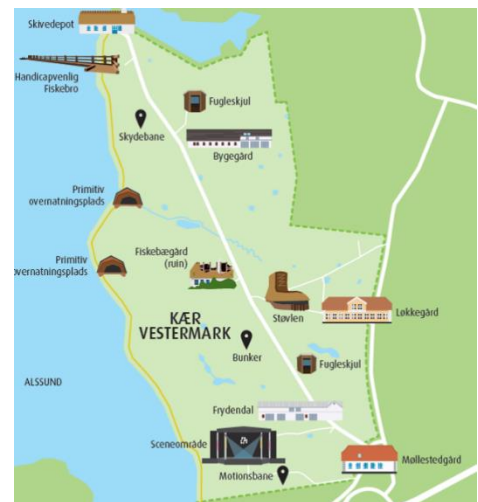 Skivedepot
Handicapvenlig
Fiskebro
Fugleskjul
Skydebane
Bygegård
Primitiv
overnatningsplads
Fiskebægård
(ruin)
Primitiv
overnatningsplads
Støvlen
Løkkegård
KÆR
VESTERMARK
Bunker
Fugleskjul
ALSSUND
Frydendal
Sceneområde
Møllestedgård
Motionsbane